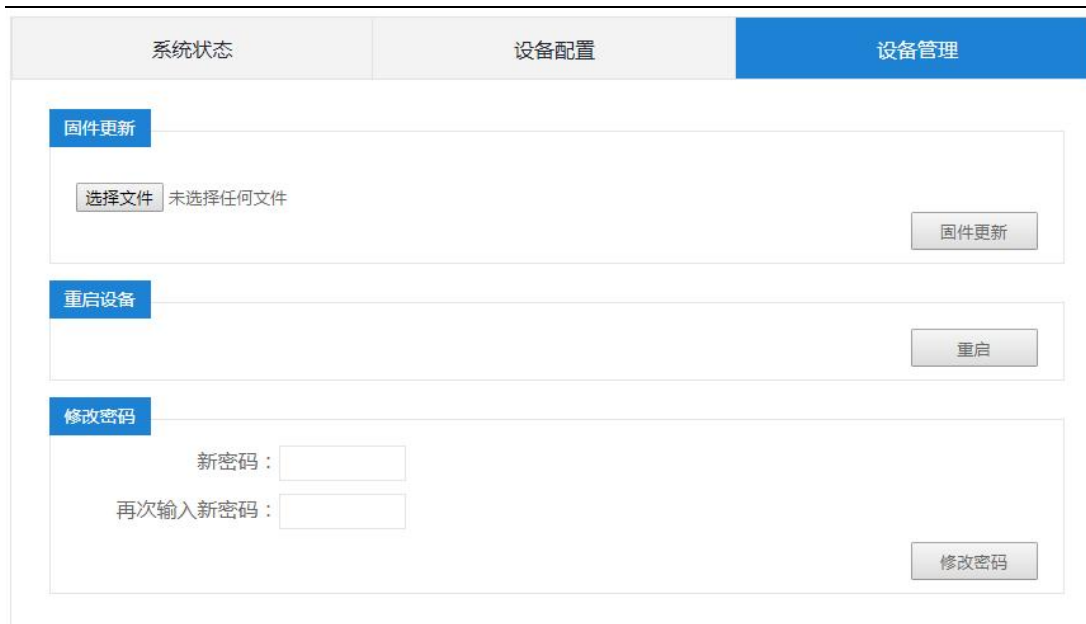 系统状态 设备配置 设备管理
固件更新
选择文件 未选择任何文件
固件更新
重启设备
重启
修改密码
新密码：
再次输入新密码：
修改密码